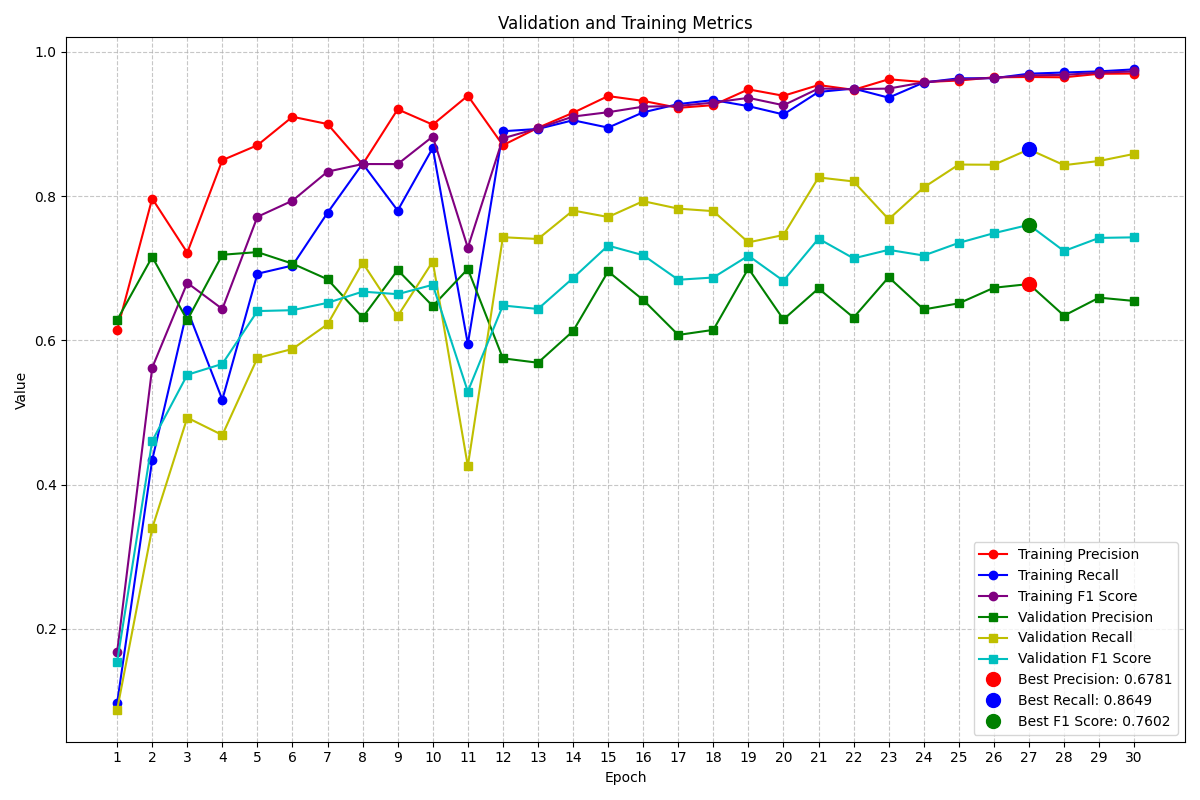 Validation and Training Metrics
1.0
0.8
0.6
0.4
0.2
Value
1 2 3 4 5 6 7 8 9 10 11 12 13 14 15 16 17 18 19 20 21 22 23 24 25 26 27 28 29 30
Epoch
Training Precision
Training Recall
Training F1 Score
Validation Precision
Validation Recall
Validation F1 Score
Best Precision: 0.6781
Best Recall: 0.8649
Best F1 Score: 0.7602